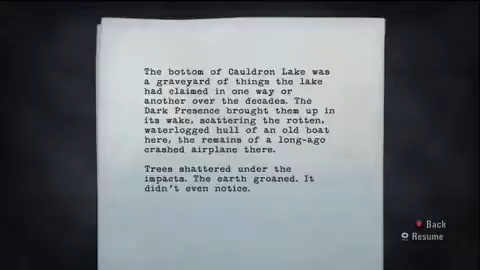 The bottom of Cauldron Lake was
a graveyard of things the lake
had claimed in one way or
another over the decades. The
Dark Presence brought them up in
its wake, scattering the rotten,
waterlogged hull of an old boat
here, the remains of a long-ago
crashed airplane there.
Trees shattered under the
impacts. The earth groaned. It
didn't even notice.
Back
Resume